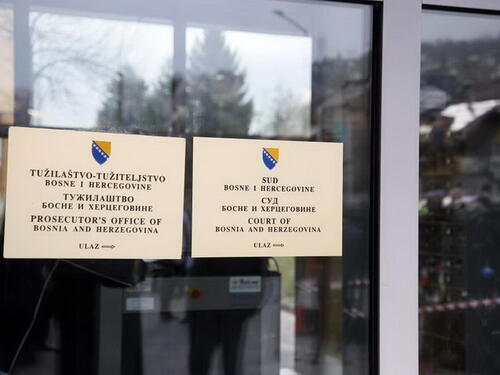 TUŽILAŠTVO-TUŽITELJSTVO
BOSNE I HERCEGOVINE
ТУЖИЛАШТВО
БОСНЕ И ХЕРЦЕГОВИНЕ
PROSECUTOR'S OFFICE OF
BOSNIA AND HERZEGOVINA
ULAZ ⇨
SUD
BOSNE I HERCEGOVINE
СУД
БОСНЕ И ХЕРЦЕГОВИНЕ
COURT OF
BOSNIA AND HERZEGOVINA
ULAZ ⇨